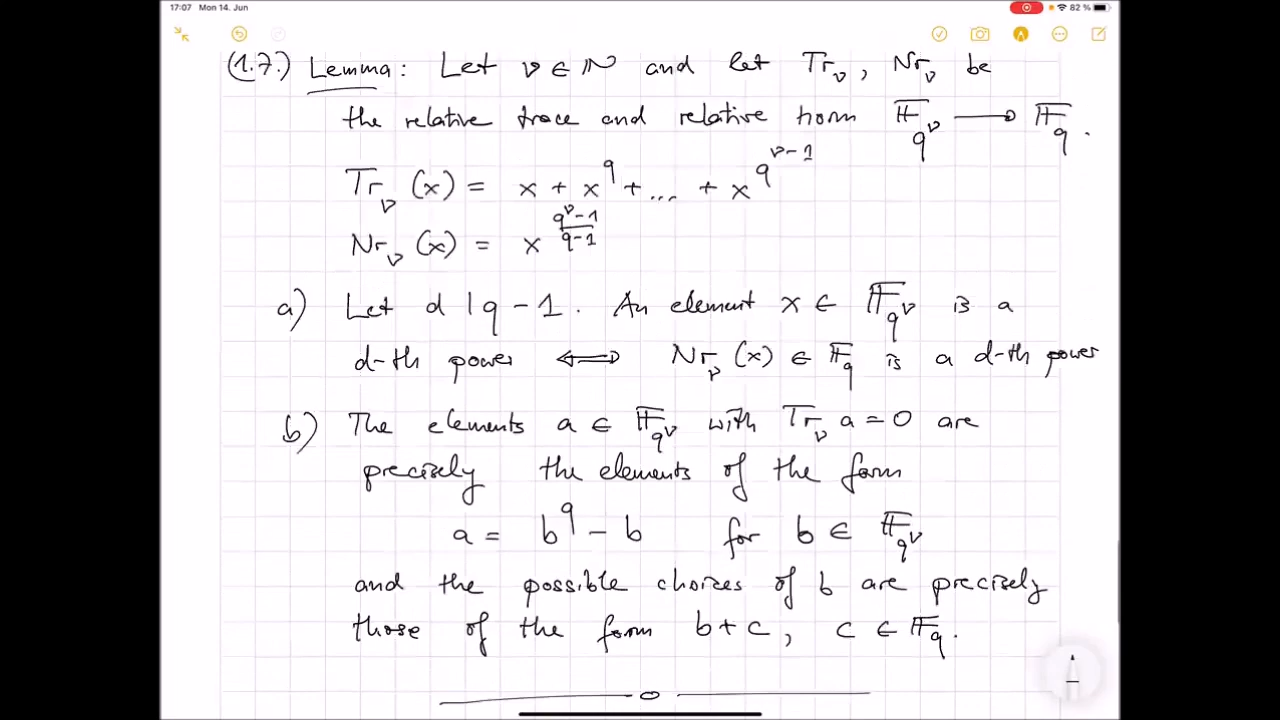 17:07 Mon 14. Jun 82 %
(1.7.) Lemma: Let ν ∈ ℕ and let Tr_ν, Nr_ν be
the relative trace and relative norm 𝔽_{q^ν} ⟶ 𝔽_q.
Tr_ν (x) = x + x^q + ... + x^{q^{ν-1}}
Nr_ν (x) = x^{\frac{q^ν-1}{q-1}}
a) Let d | q - 1. An element x ∈ 𝔽_{q^ν} is a
d-th power ⟺ Nr_ν (x) ∈ 𝔽_q is a d-th power
b) The elements a ∈ 𝔽_{q^ν} with Tr_ν a = 0 are
precisely the elements of the form
a = b^q - b for b ∈ 𝔽_{q^ν}
and the possible choices of b are precisely
those of the form b + c, c ∈ 𝔽_q.